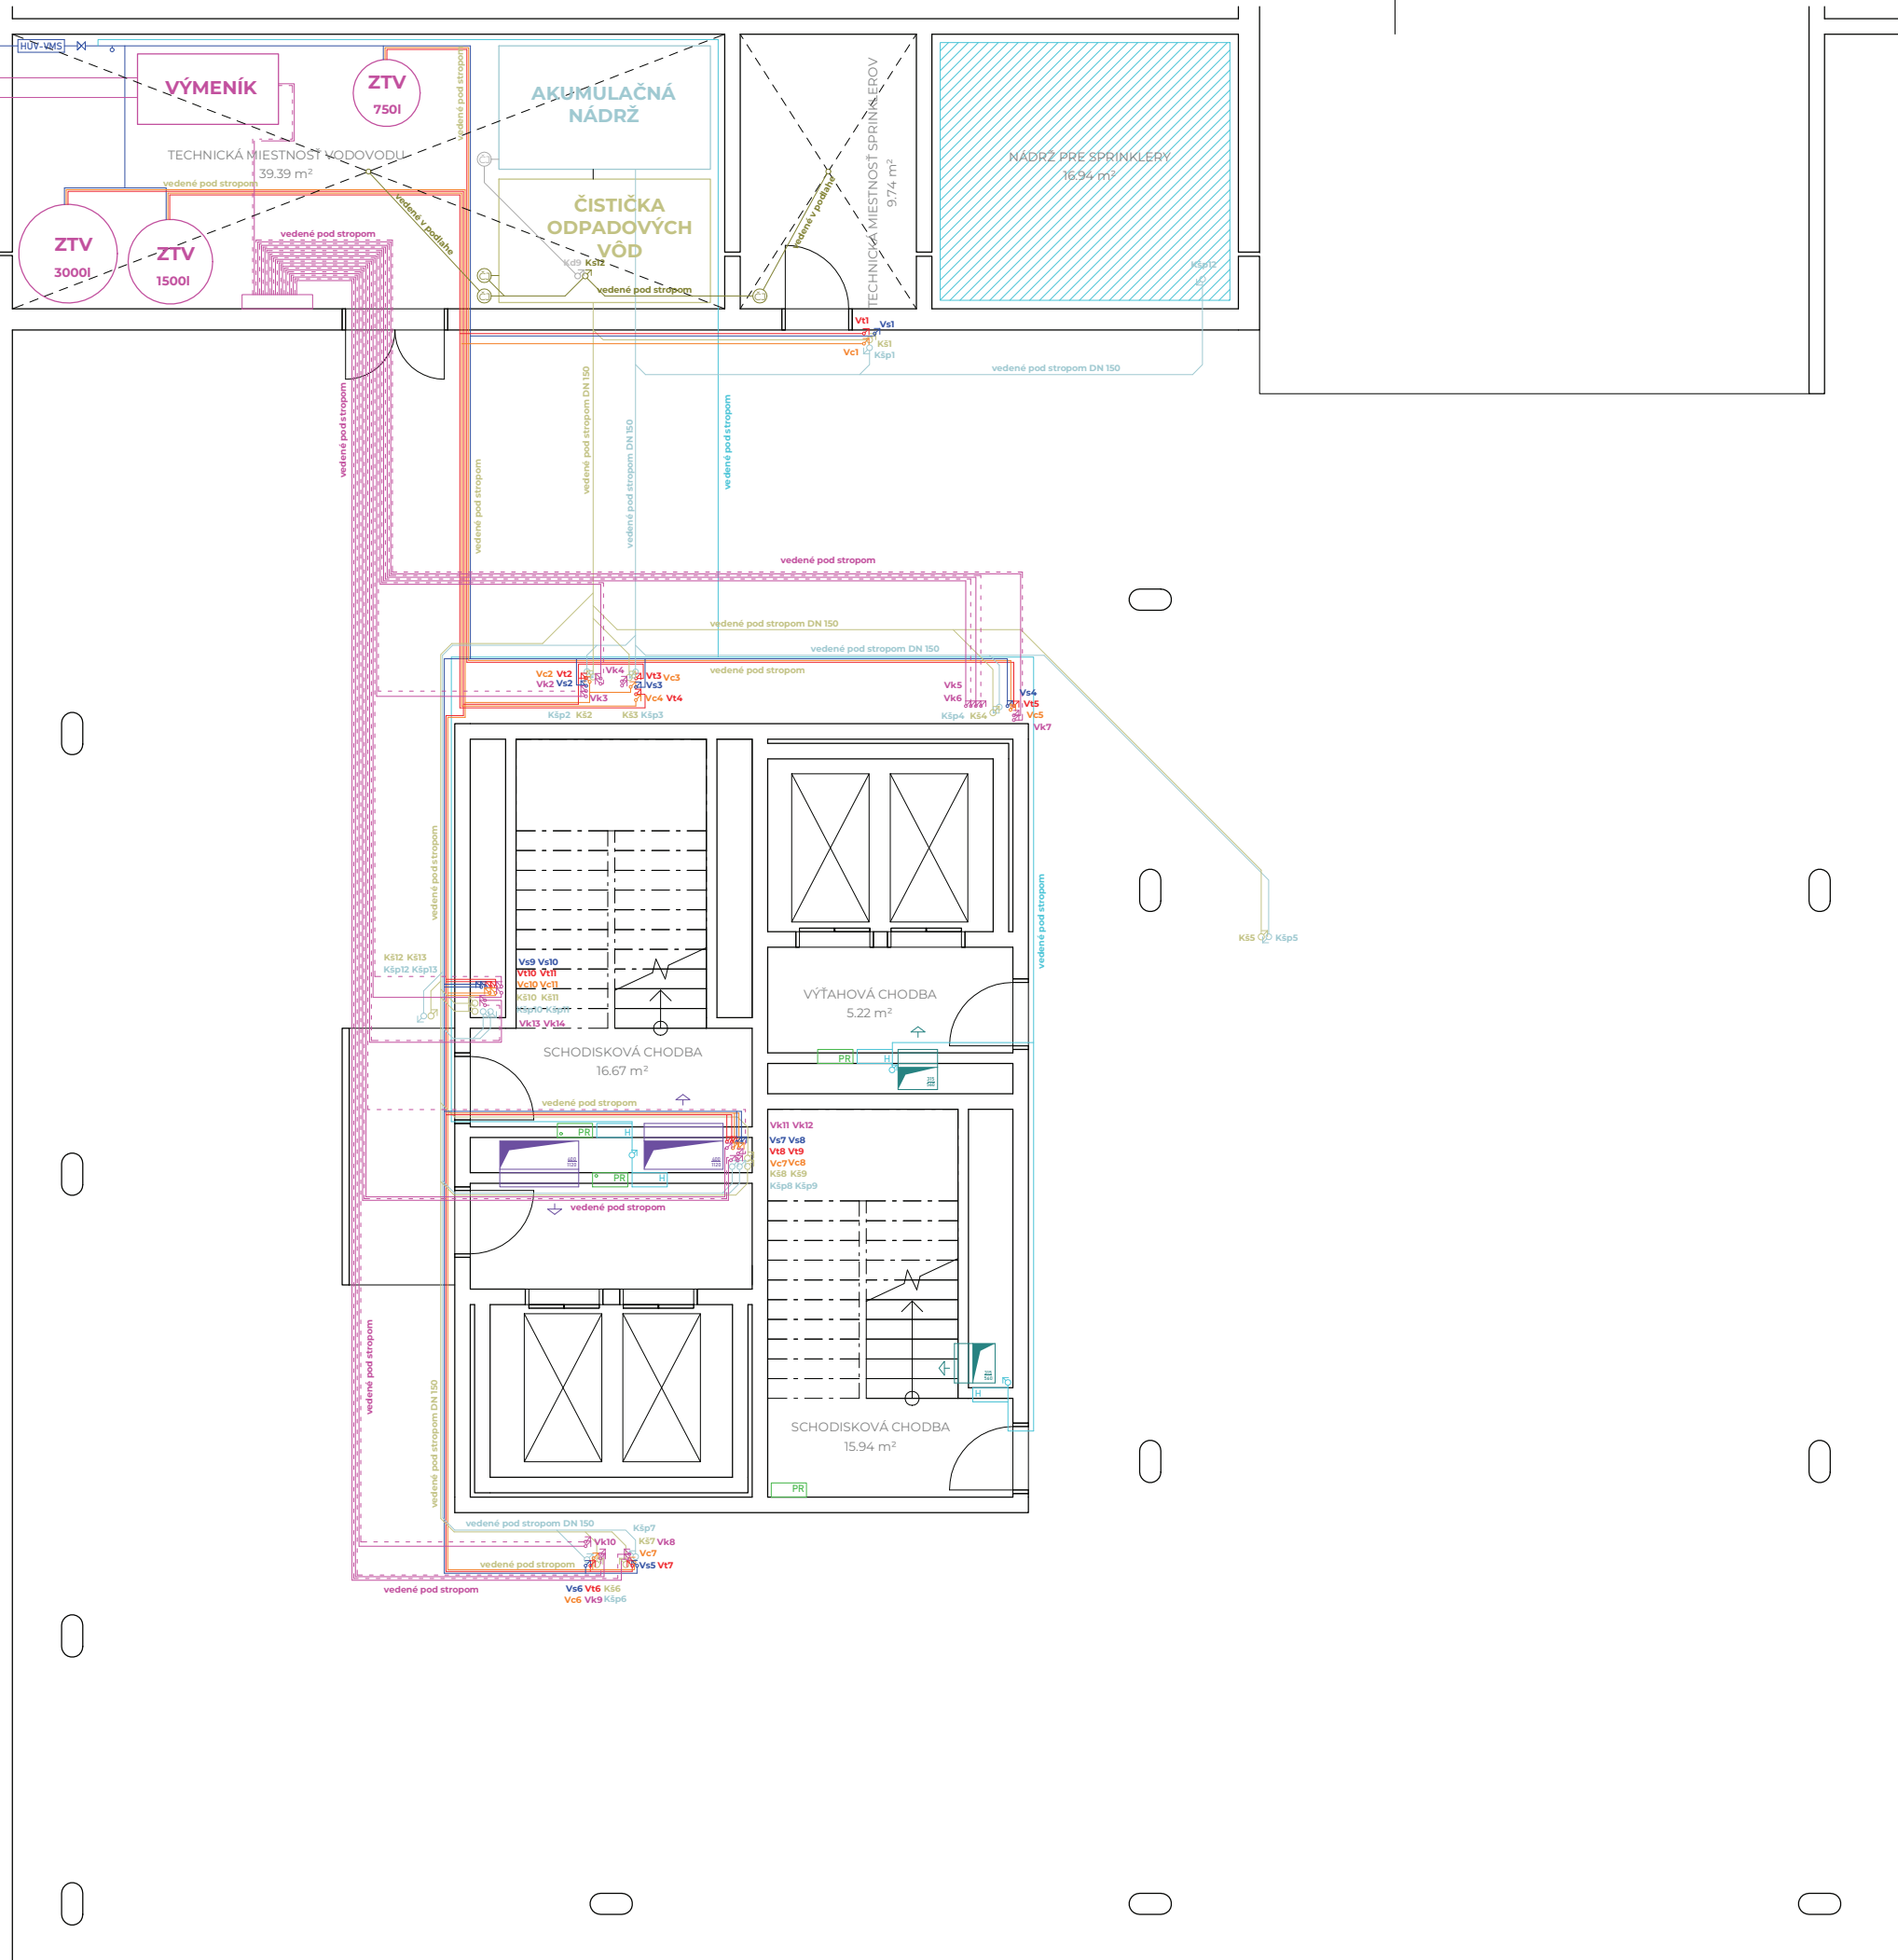 HUV-VMS
VÝMENÍK
ZTV
750l
vedené pod stropom
AKUMULAČNÁ
NÁDRŽ
TECHNICKÁ MIESTNOSŤ VODOVODU
39.39 m²
vedené pod stropom
ČISTIČKA
ODPADOVÝCH
VÔD
ZTV
3000l
ZTV
1500l
vedené pod stropom
vedené v podlahe
Kd9 Ks12
vedené pod stropom
vedené v podlahe
TECHNICKÁ MIESTNOSŤ SPRINKLEROV
9.74 m²
NÁDRŽ PRE SPRINKLERY
16.94 m²
Kšp12
Vt1
Vs1
Kš1
Vc1
Kšp1
vedené pod stropom DN 150
vedené pod stropom
vedené pod stropom
vedené pod stropom DN 150
vedené pod stropom DN 150
vedené pod stropom
vedené pod stropom
vedené pod stropom DN 150
vedené pod stropom DN 150
vedené pod stropom
Vc2 Vt2
Vk2 Vs2
Vk4
Vk3
Vt3 Vc3
Vs3
Vc4 Vt4
Kšp2 Kš2
Kš3 Kšp3
Vk5
Vk6
Kšp4 Kš4
Vs4
Vt5
Vc5
Vk7
vedené pod stropom
vedené pod stropom
Kš5
Kšp5
Kš12 Kš13
Kšp12 Kšp13
Vs9 Vs10
Vt10 Vt11
Vc10 Vc11
Kš10 Kš11
Kšp10 Kšp11
Vk13 Vk14
VÝŤAHOVÁ CHODBA
5.22 m²
SCHODISKOVÁ CHODBA
16.67 m²
PR
H
vedené pod stropom
PR
H
PR
H
Vk11 Vk12
Vs7 Vs8
Vt8 Vt9
Vc7 Vc8
Kš8 Kš9
Kšp8 Kšp9
vedené pod stropom
vedené pod stropom
vedené pod stropom DN 150
H
SCHODISKOVÁ CHODBA
15.94 m²
PR
vedené pod stropom DN 150
Kšp7
Vk10
Kš7 Vk8
Vc7
vedené pod stropom
Vs5 Vt7
vedené pod stropom
Vs6 Vt6 Kš6
Vc6 Vk9 Kšp6